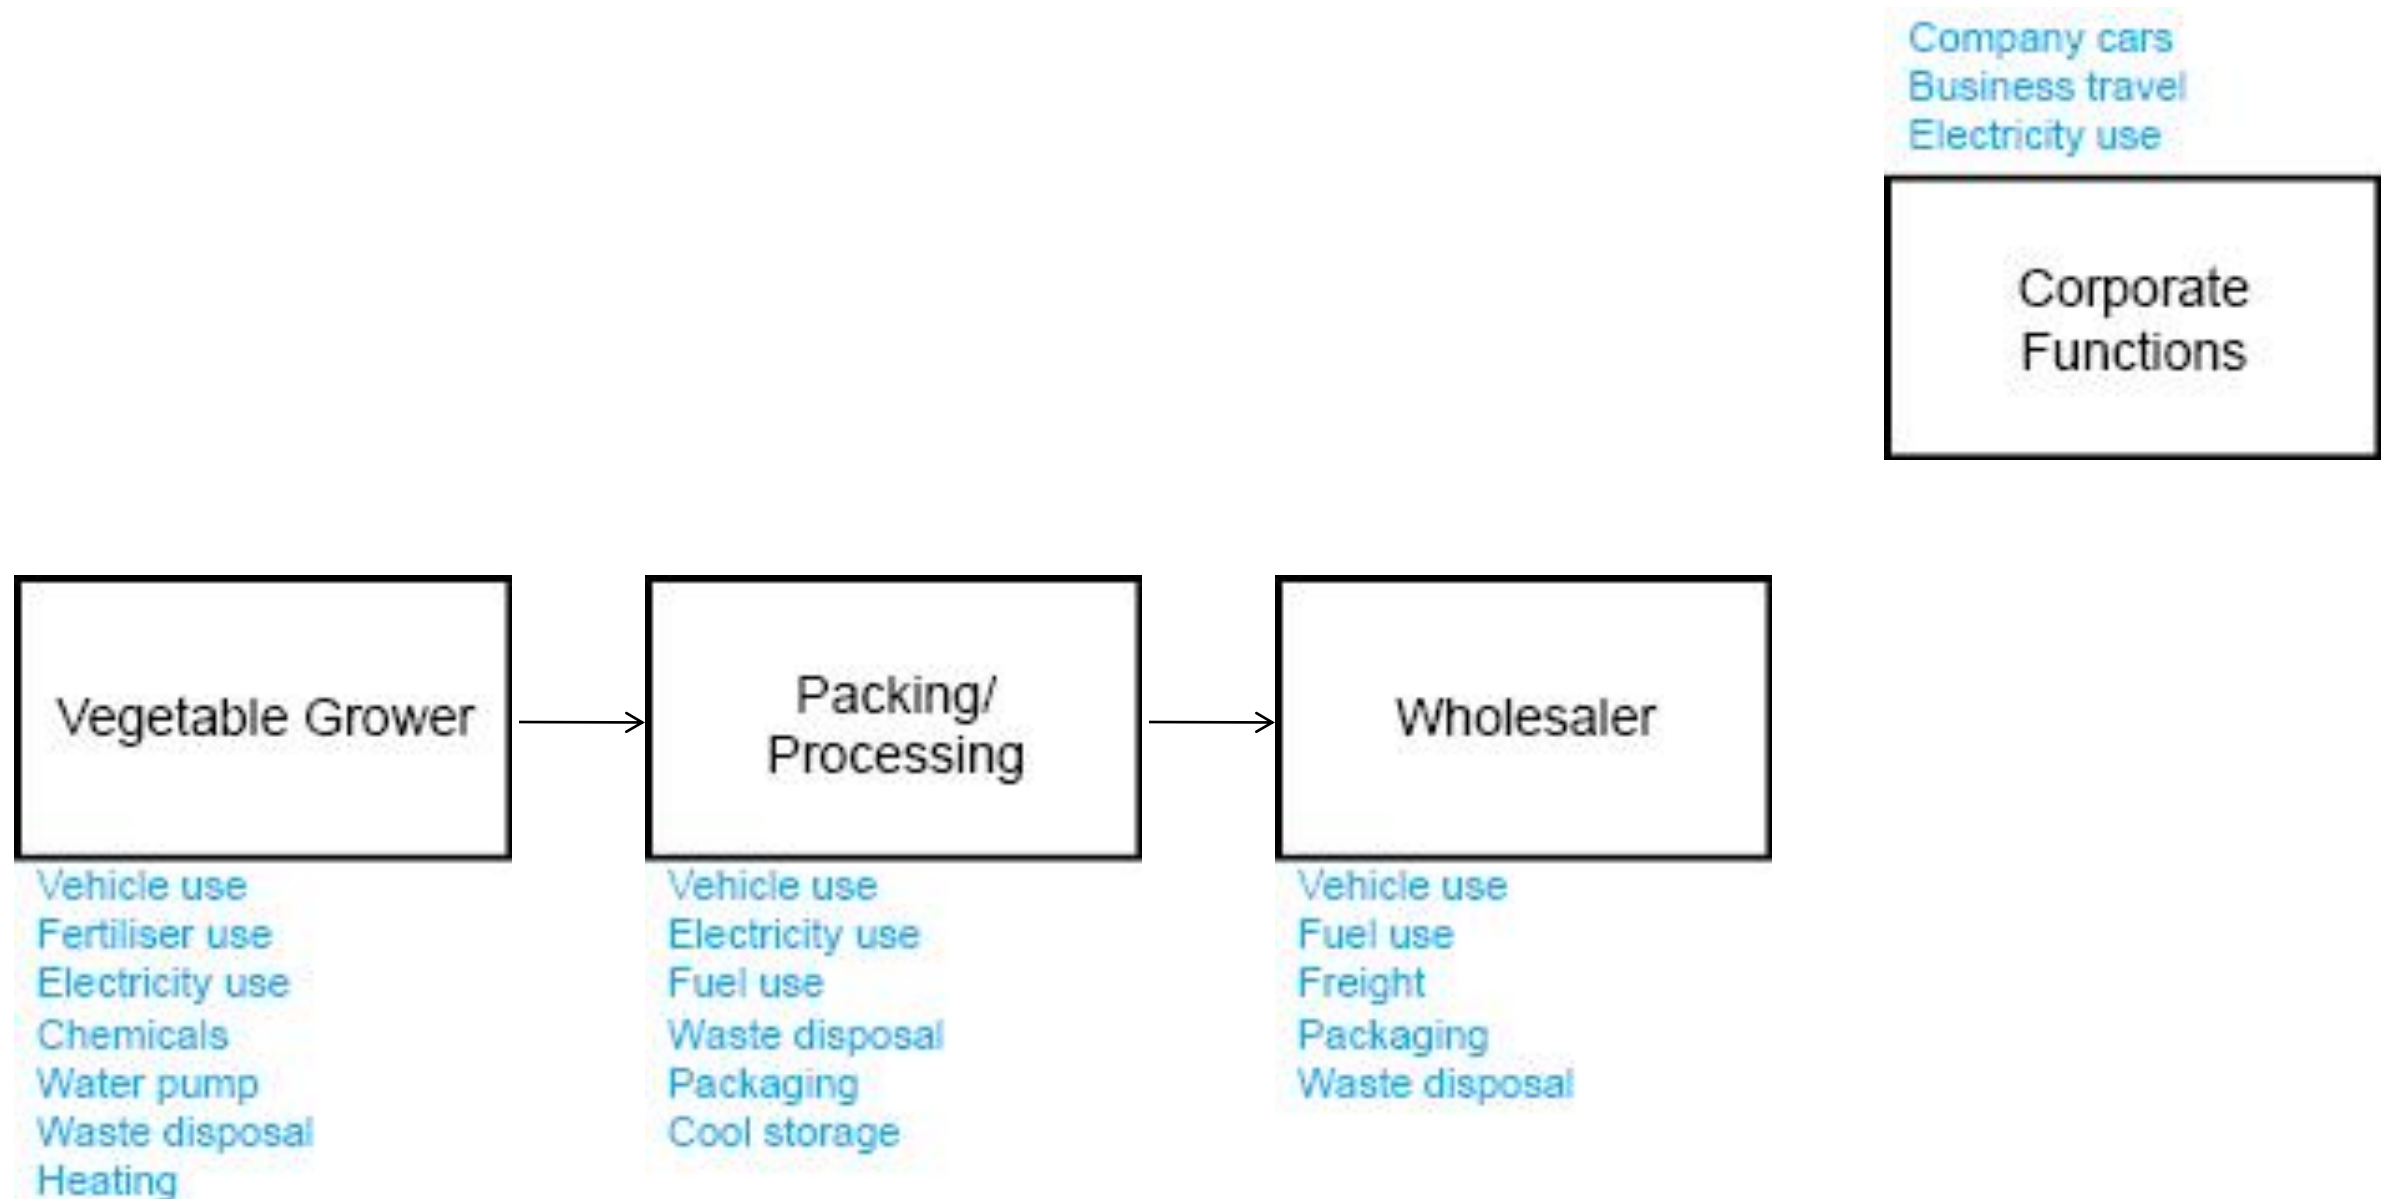 Company cars
Business travel
Electricity use
Corporate
Functions
Vegetable Grower
Packing/
Processing
Wholesaler
Vehicle use
Fertiliser use
Electricity use
Chemicals
Water pump
Waste disposal
Heating
Vehicle use
Electricity use
Fuel use
Waste disposal
Packaging
Cool storage
Vehicle use
Fuel use
Freight
Packaging
Waste disposal